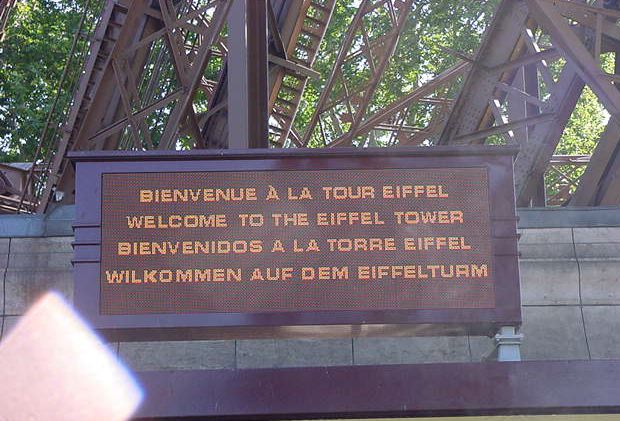 BIENVENUE À LA TOUR EIFFEL
WELCOME TO THE EIFFEL TOWER
BIENVENIDOS A LA TORRE EIFFEL
WILKOMMEN AUF DEM EIFFELTURM